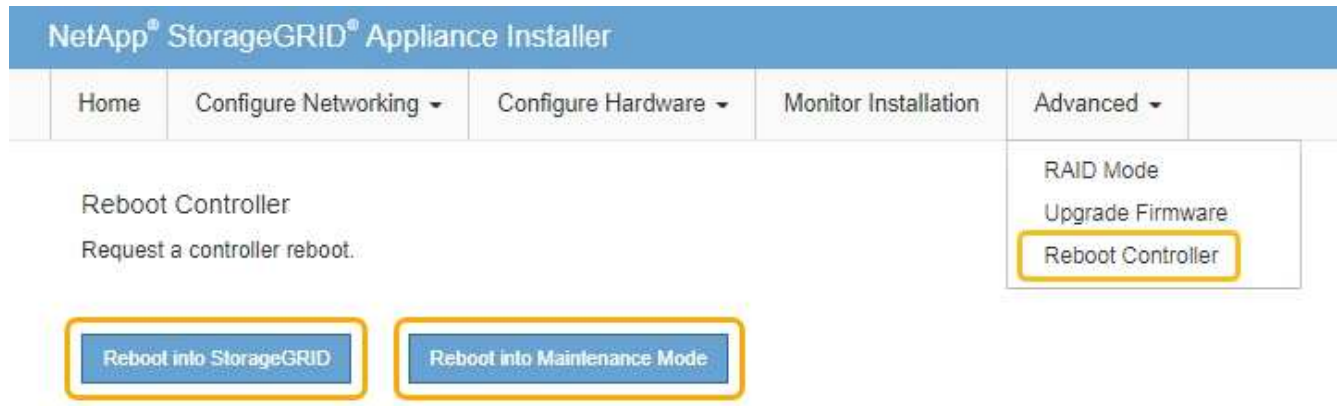 NetApp® StorageGRID® Appliance Installer
Home Configure Networking Configure Hardware Monitor Installation Advanced
RAID Mode
Upgrade Firmware
Reboot Controller
Reboot Controller
Request a controller reboot.
Reboot into StorageGRID Reboot into Maintenance Mode